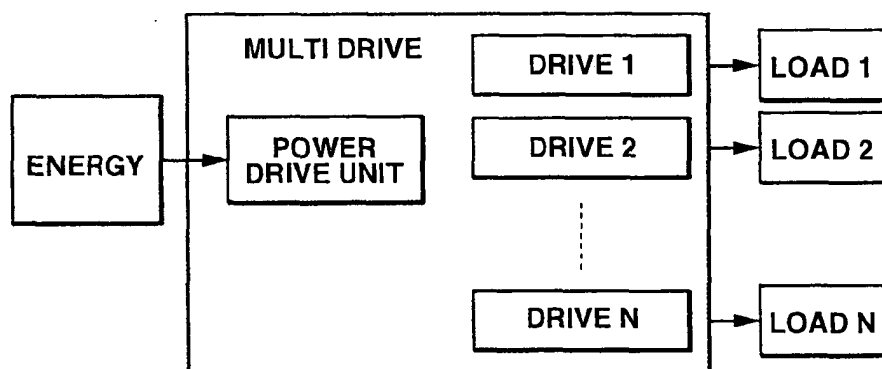 MULTI DRIVE
DRIVE 1
LOAD 1
ENERGY
POWER
DRIVE UNIT
DRIVE 2
LOAD 2
DRIVE N
LOAD N